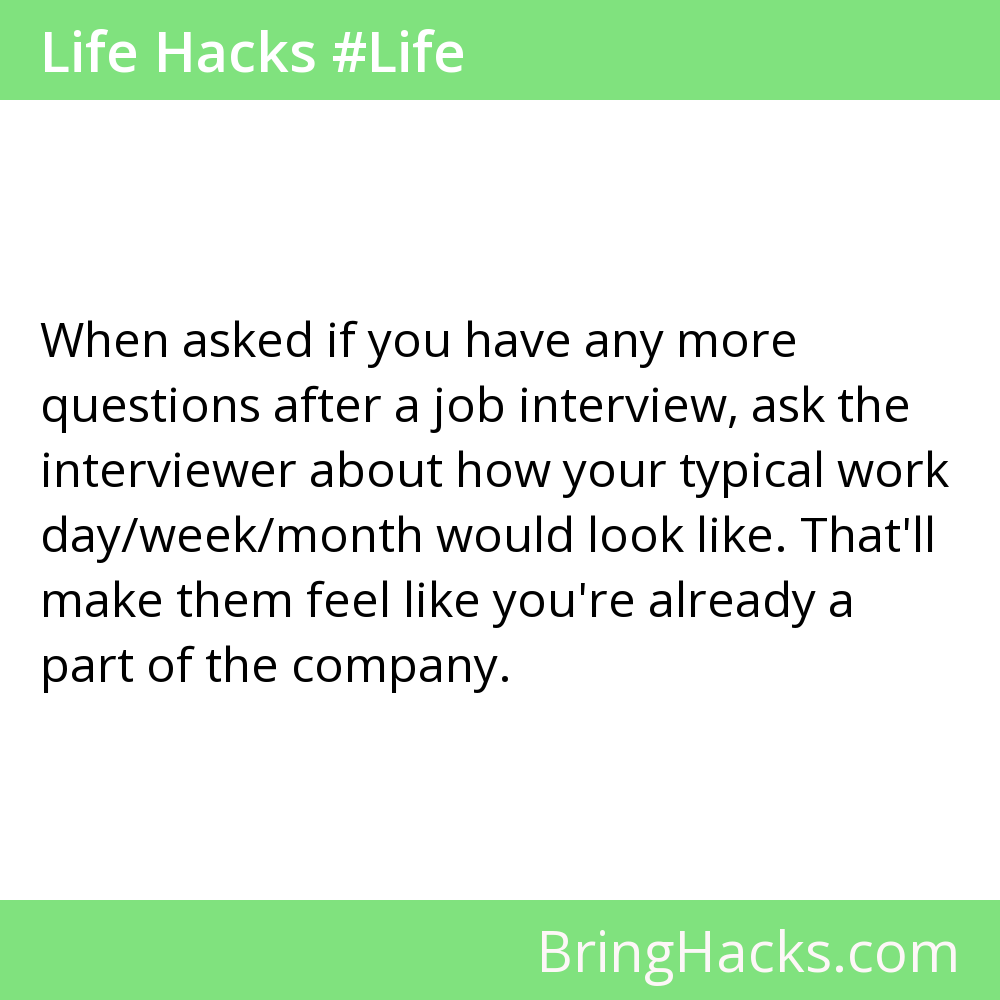 Life Hacks #Life
When asked if you have any more
questions after a job interview, ask the
interviewer about how your typical work
day/week/month would look like. That'll
make them feel like you're already a
part of the company.
BringHacks.com